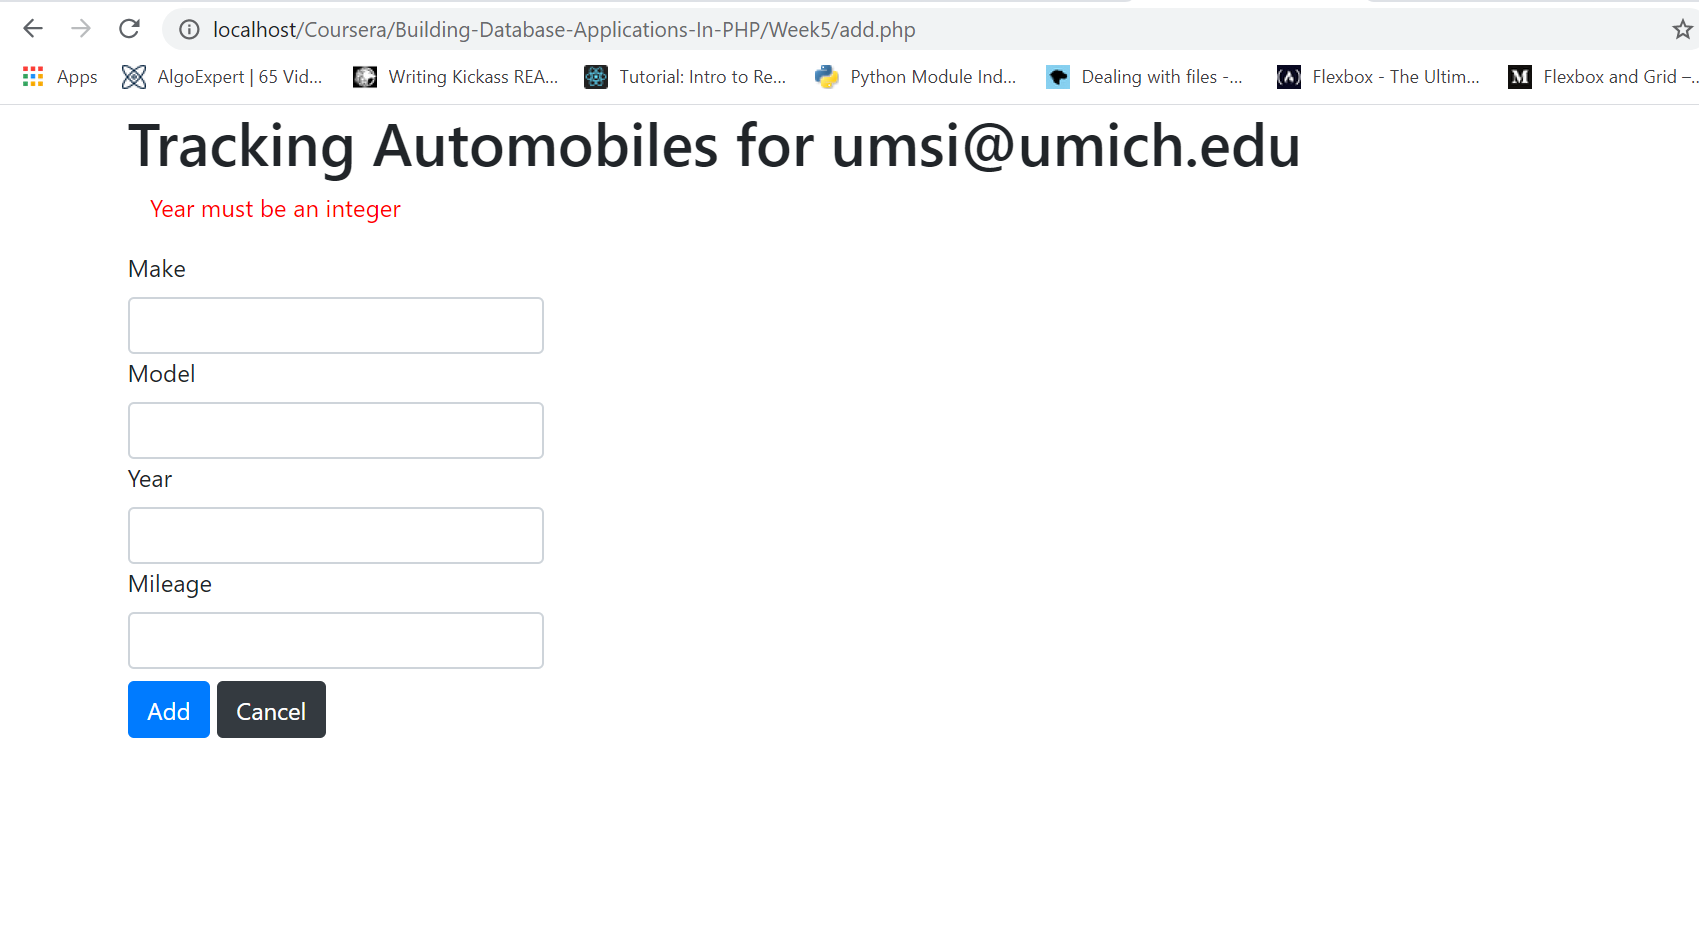 localhost/Coursera/Building-Database-Applications-In-PHP/Week5/add.php
Apps AlgoExpert | 65 Vid... Writing Kickass REA... Tutorial: Intro to Re... Python Module Ind... Dealing with files -... Flexbox - The Ultim... Flexbox and Grid –...
Tracking Automobiles for umsi@umich.edu
Year must be an integer
Make
Model
Year
Mileage
Add Cancel